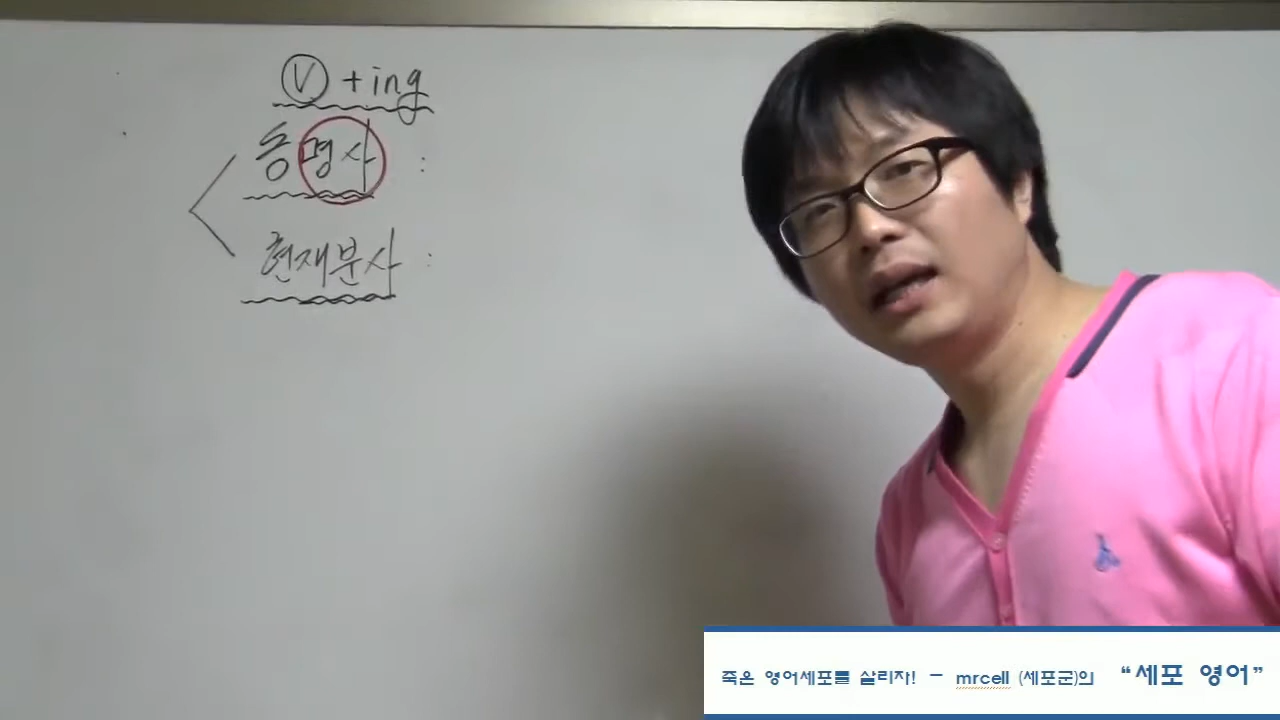 V + ing
동명사 :
현재분사 :
죽은 영어세포를 살리자! - mrcell (세포군)의 “세포 영어”